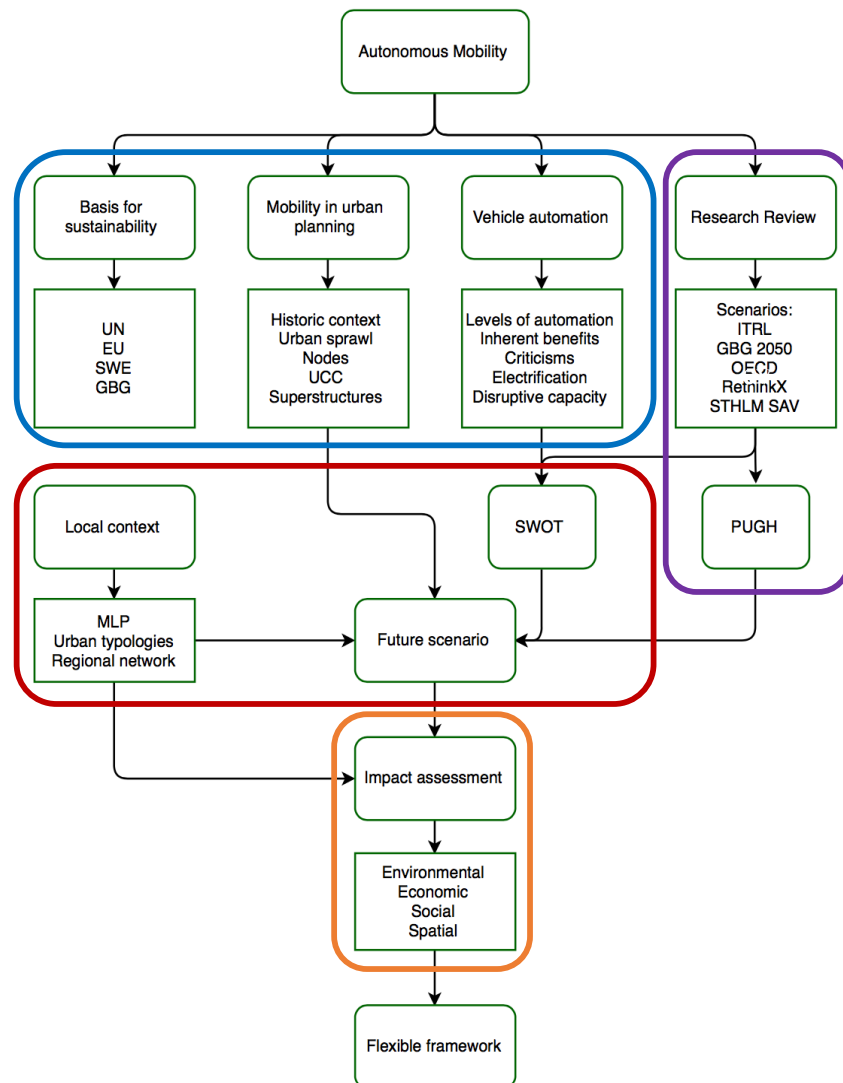 Autonomous Mobility
Basis for
sustainability
Mobility in urban
planning
Vehicle automation
Research Review
UN
EU
SWE
GBG
Historic context
Urban sprawl
Nodes
UCC
Superstructures
Levels of automation
Inherent benefits
Criticisms
Electrification
Disruptive capacity
Scenarios:
ITRL
GBG 2050
OECD
RethinkX
STHLM SAV
Local context
SWOT
PUGH
MLP
Urban typologies
Regional network
Future scenario
Impact assessment
Environmental
Economic
Social
Spatial
Flexible framework